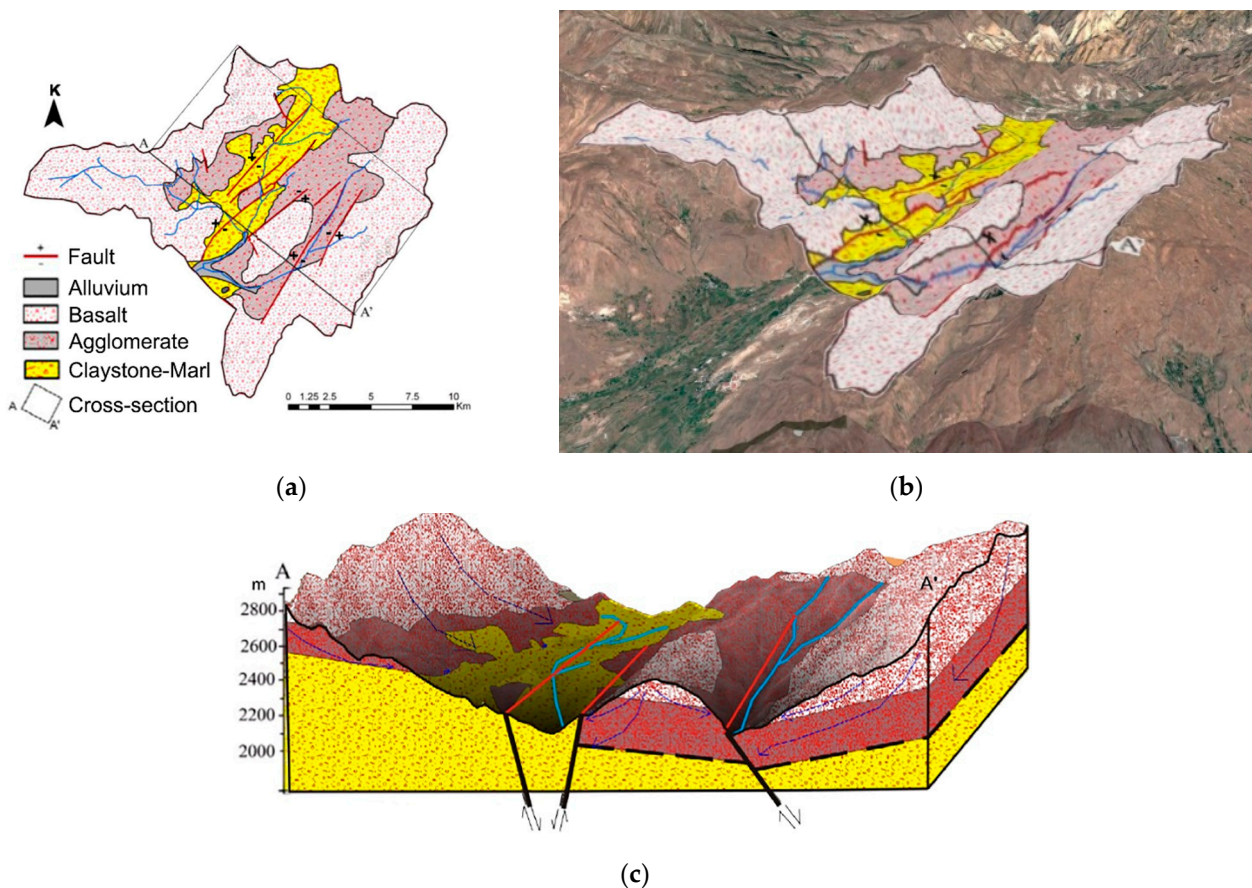 K
A
A'
+
-
Fault
Alluvium
Basalt
Agglomerate
Claystone-Marl
A
A'
Cross-section
0 1.25 2.5 5 7.5 10
Km
(a)
A
(b)
A
m
2800
2600
2400
2200
2000
A'
(c)